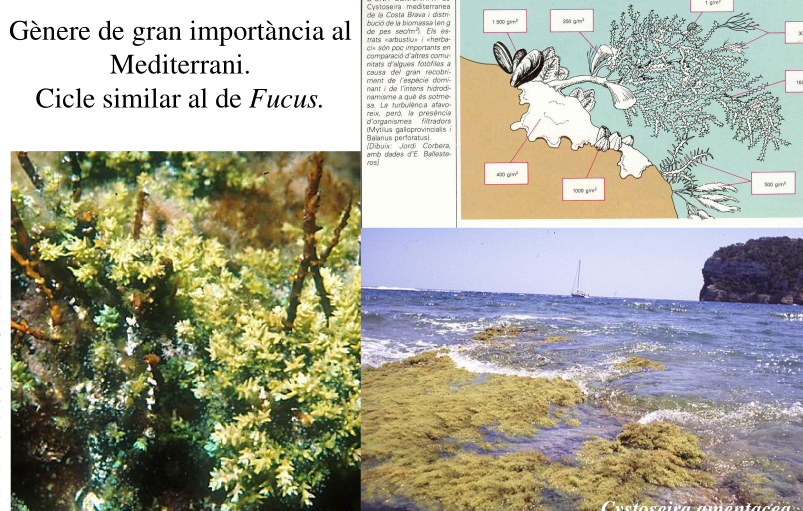 Gènere de gran importància al
Mediterrani.
Cicle similar al de Fucus.
Cystoseira mediterranea
de la Costa Brava i distri-
bució de la biomassa (en g
de pes sec/m²). Els es-
trats «arbustiu» i «herba-
ci» són poc importants en
comparació d'altres comu-
nitats d'algues fotòfiles a
causa del gran recobri-
ment de l'espècie domi-
nant i de l'intens hidrodi-
namisme a què és sotme-
sa. La turbulència afavo-
reix, però, la presència
d'organismes filtradors
(Mytilus galloprovincialis i
Balanus perforatus).
[Dibuix: Jordi Corbera,
amb dades d'E. Balleste-
ros]
1 500 g/m²
250 g/m²
1 g/m²
400 g/m²
1000 g/m²
500 g/m²
Cystoseira amentacea